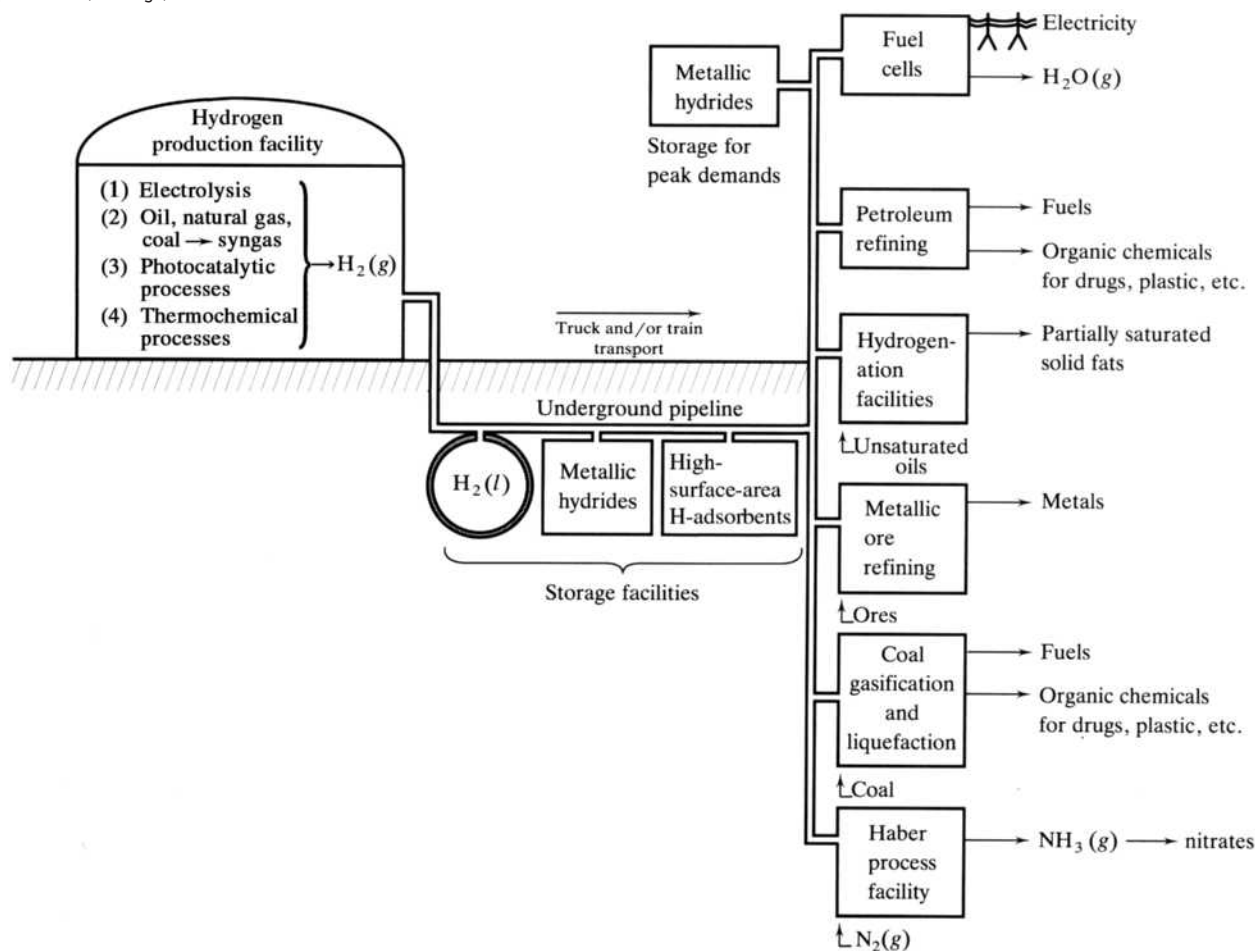 Hydrogen
production facility
(1) Electrolysis
(2) Oil, natural gas,
coal → syngas
(3) Photocatalytic
processes
(4) Thermochemical
processes
→ H₂(g)
Truck and/or train
transport
Underground pipeline
H₂(l)
Metallic
hydrides
High-
surface-area
H-adsorbents
Storage facilities
Metallic
hydrides
Storage for
peak demands
Fuel
cells
Electricity
H₂O(g)
Petroleum
refining
Fuels
Organic chemicals
for drugs, plastic, etc.
Hydrogen-
ation
facilities
Partially saturated
solid fats
Unsaturated
oils
Metallic
ore
refining
Metals
Ores
Coal
gasification
and
liquefaction
Fuels
Organic chemicals
for drugs, plastic, etc.
Coal
Haber
process
facility
NH₃(g) → nitrates
N₂(g)